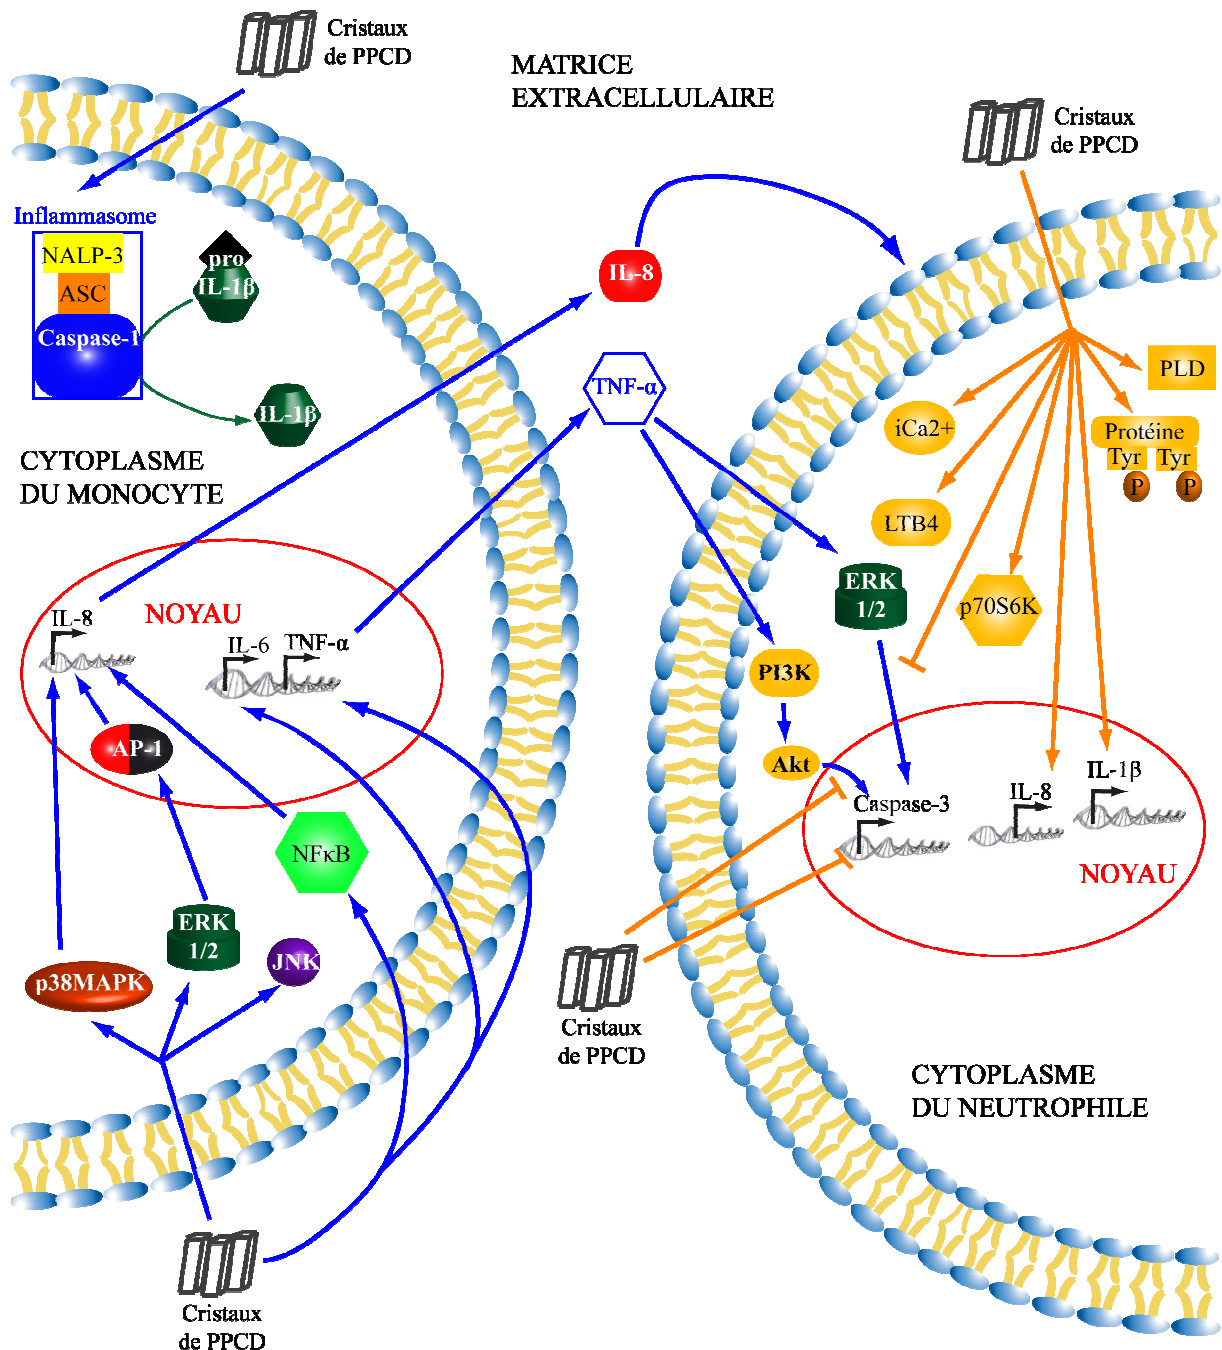 Cristaux
de PPCD
MATRICE
EXTRACELLULAIRE
Cristaux
de PPCD
Inflammasome
NALP-3
ASC
Caspase-1
pro
IL-1β
IL-1β
CYTOPLASME
DU MONOCYTE
IL-8
TNF-α
PLD
iCa2+
Protéine
Tyr Tyr
P P
LTB4
ERK
1/2
p70S6K
NOYAU
IL-8
IL-6
TNF-α
AP-1
PI3K
Akt
Caspase-3
IL-8
IL-1β
NOYAU
NFκB
ERK
1/2
JNK
p38MAPK
Cristaux
de PPCD
CYTOPLASME
DU NEUTROPHILE
Cristaux
de PPCD